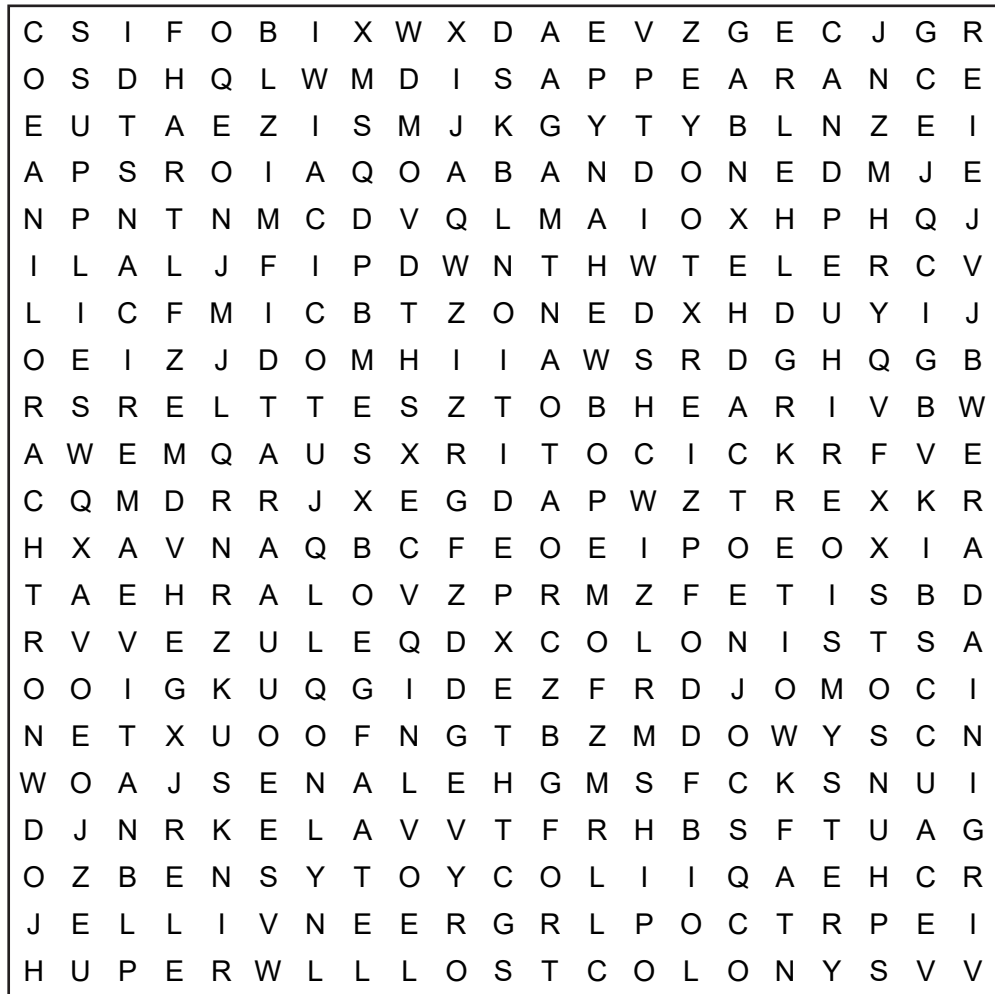 C S I F O B I X W X D A E V Z G E C J G R
O S D H Q L W M D I S A P P E A R A N C E
E U T A E Z I S M J K G Y T Y B L N Z E I
A P S R O I A Q O A B A N D O N E D M J E
N P N T N M C D V Q L M A I O X H P H Q J
I L A L J F I P D W N T H W T E L E R C V
L I C F M I C B T Z O N E D X H D U Y I J
O E I Z J D O M H I I A W S R D G H Q G B
R S R E L T T E S Z T O B H E A R I V B W
A W E M Q A U S X R I T O C I C K R F V E
C Q M D R R J X E G D A P W Z T R E X K R
H X A V N A Q B C F E O E I P O E O X I A
T A E H R A L O V Z P R M Z F E T I S B D
R V V E Z U L E Q D X C O L O N I S T S A
O O I G K U Q G I D E Z F R D J O M O C I
N E T X U O O F N G T B Z M D O W Y S C N
W O A J S E N A L E H G M S F C K S N U I
D J N R K E L A V V T F R H B S F T U A G
O Z B E N S Y T O Y C O L I I Q A E H C R
J E L L I V N E E R G R L P O C T R P E I
H U P E R W L L L O S T C O L O N Y S V V